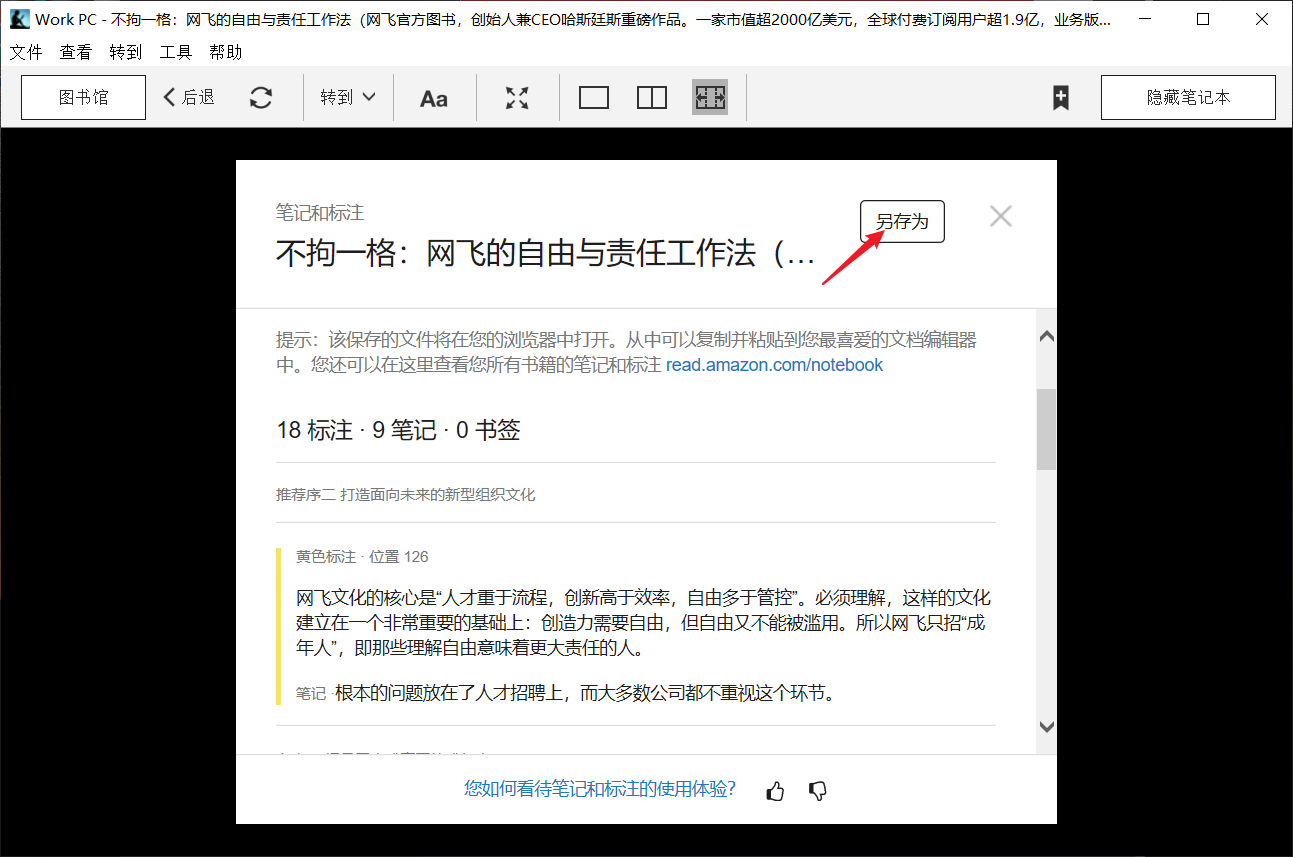 Work PC - 不拘一格：网飞的自由与责任工作法（网飞官方图书，创始人兼CEO哈斯廷斯重磅作品。一家市值超2000亿美元，全球付费订阅用户超1.9亿，业务版...
文件 查看 转到 工具 帮助
图书馆 后退 转到 Aa 隐藏笔记本
笔记和标注
另存为
不拘一格：网飞的自由与责任工作法（…
提示：该保存的文件将在您的浏览器中打开。从中可以复制并粘贴到您最喜爱的文档编辑器
中。您还可以在这里查看您所有书籍的笔记和标注 read.amazon.com/notebook
18 标注 · 9 笔记 · 0 书签
推荐序二 打造面向未来的新型组织文化
黄色标注 · 位置 126
网飞文化的核心是“人才重于流程，创新高于效率，自由多于管控”。必须理解，这样的文化
建立在一个非常重要的基础上：创造力需要自由，但自由又不能被滥用。所以网飞只招“成
年人”，即那些理解自由意味着更大责任的人。
笔记 ·根本的问题放在了人才招聘上，而大多数公司都不重视这个环节。
您如何看待笔记和标注的使用体验?